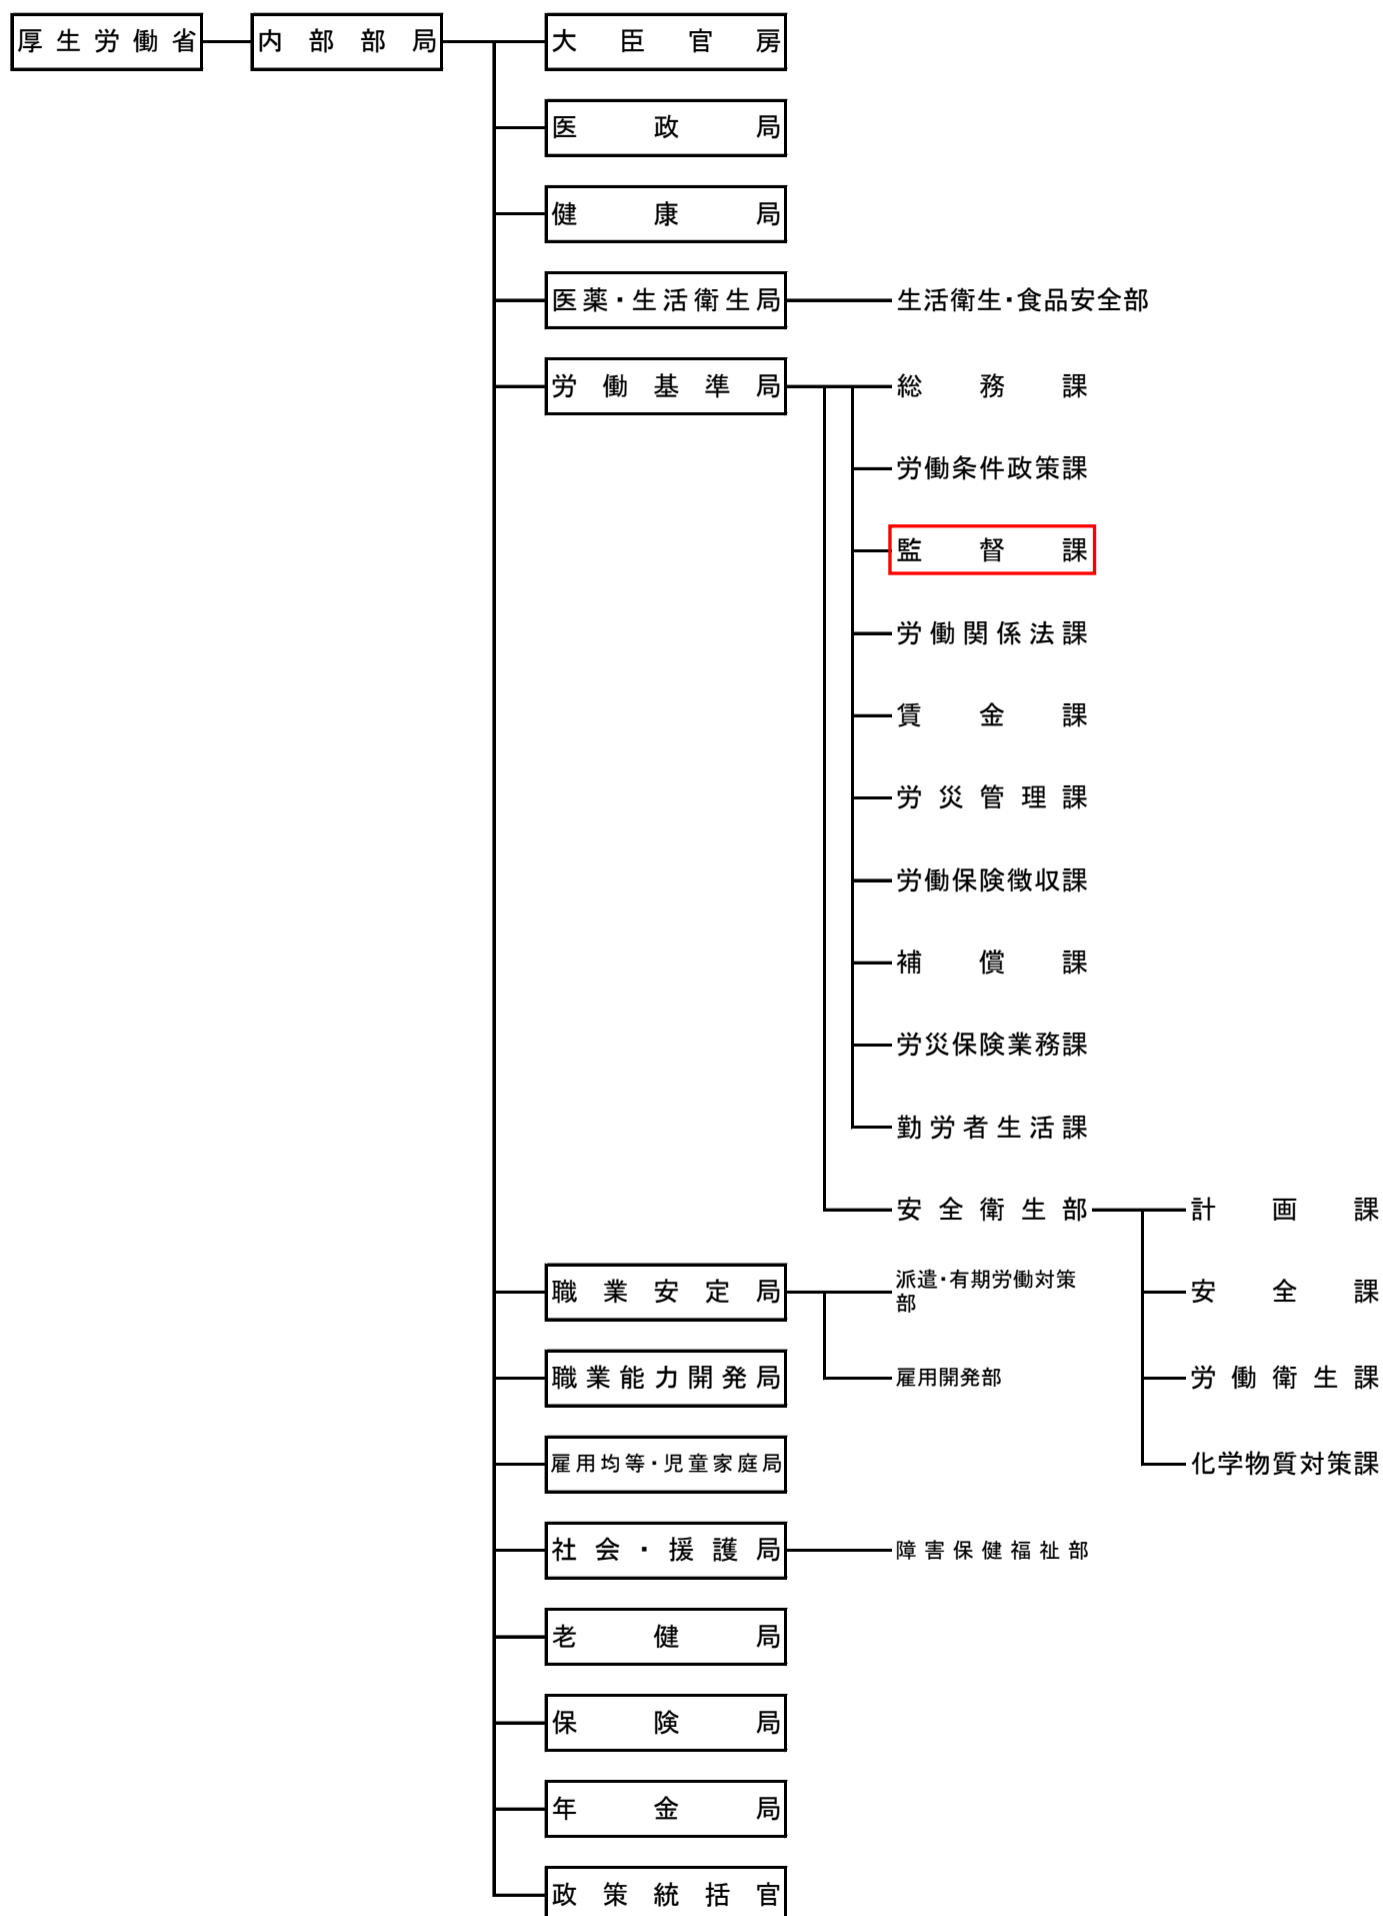 厚生労働省
内部部局
大臣官房
医政局
健康局
医薬・生活衛生局
生活衛生・食品安全部
労働基準局
総務課
労働条件政策課
監督課
労働関係法課
賃金課
労災管理課
労働保険徴収課
補償課
労災保険業務課
勤労者生活課
安全衛生部
計画課
安全課
労働衛生課
化学物質対策課
職業安定局
派遣・有期労働対策
部
雇用開発部
職業能力開発局
雇用均等・児童家庭局
社会・援護局
障害保健福祉部
老健局
保険局
年金局
政策統括官